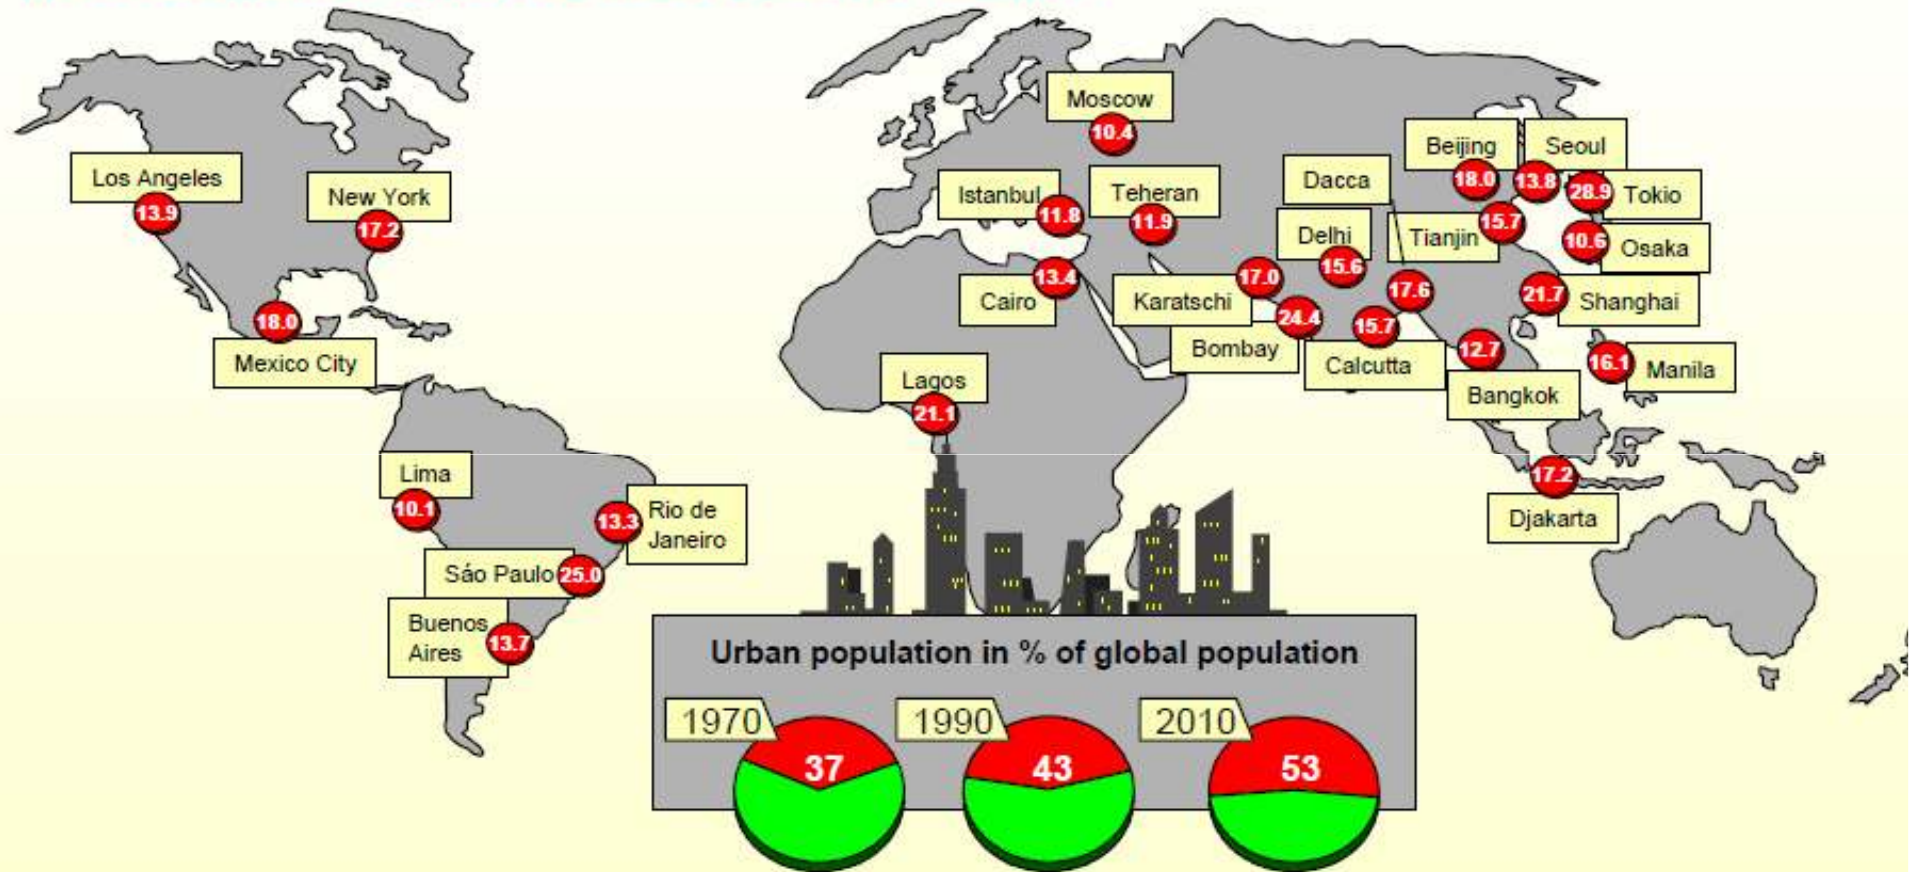 Moscow
10.4
Beijing
18.0
Seoul
13.8
Los Angeles
13.9
New York
17.2
Istanbul
11.8
Teheran
11.9
Dacca
17.6
28.9
Tokio
Delhi
15.6
Tianjin
15.7
10.6
Osaka
13.4
Cairo
Karatschi
17.0
21.7
Shanghai
18.0
Mexico City
24.4
Bombay
15.7
Calcutta
12.7
Bangkok
16.1
Manila
Lagos
21.1
Lima
10.1
17.2
Djakarta
13.3
Rio de
Janeiro
Sáo Paulo
25.0
Buenos
Aires
13.7
Urban population in % of global population
1970
37
1990
43
2010
53